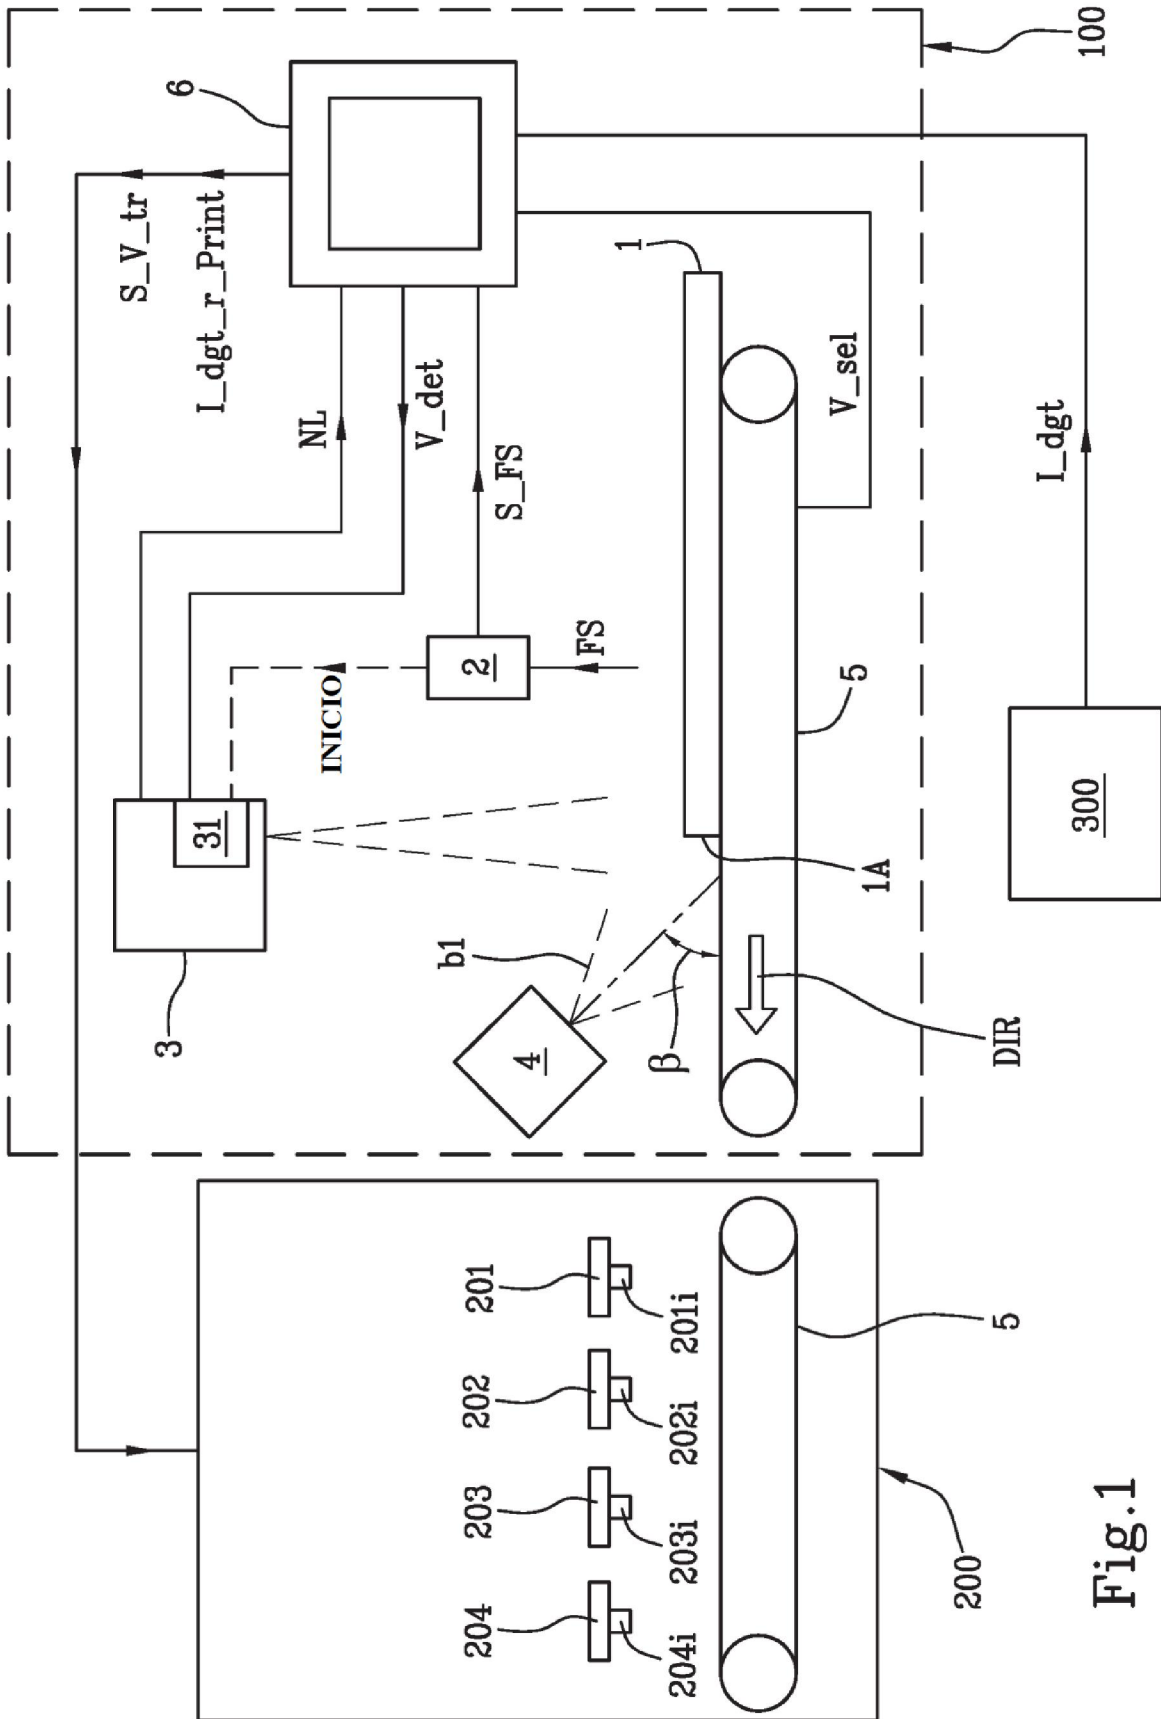 100
6
S_V_tr
I_dgt_r_Print
NL
V_det
S_FS
1
V_sel
I_dgt
INICIO
2
FS
5
31
3
1A
300
b1
4
β
DIR
201
201i
202
202i
203
203i
204
204i
5
200
Fig.1